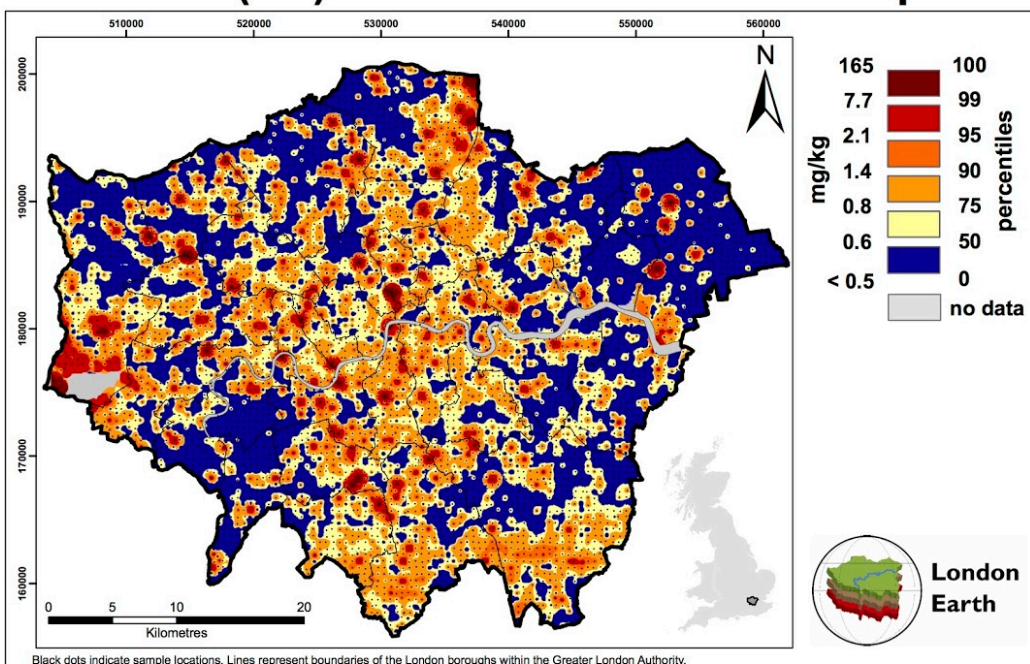 510000 520000 530000 540000 550000 560000
200000
190000
180000
170000
160000
N
165 100
7.7 99
2.1 95
1.4 90
0.8 75
0.6 50
< 0.5 0
mg/kg
percentiles
no data
0 5 10 20
Kilometres
London
Earth
Black dots indicate sample locations. Lines represent boundaries of the London boroughs within the Greater London Authority.